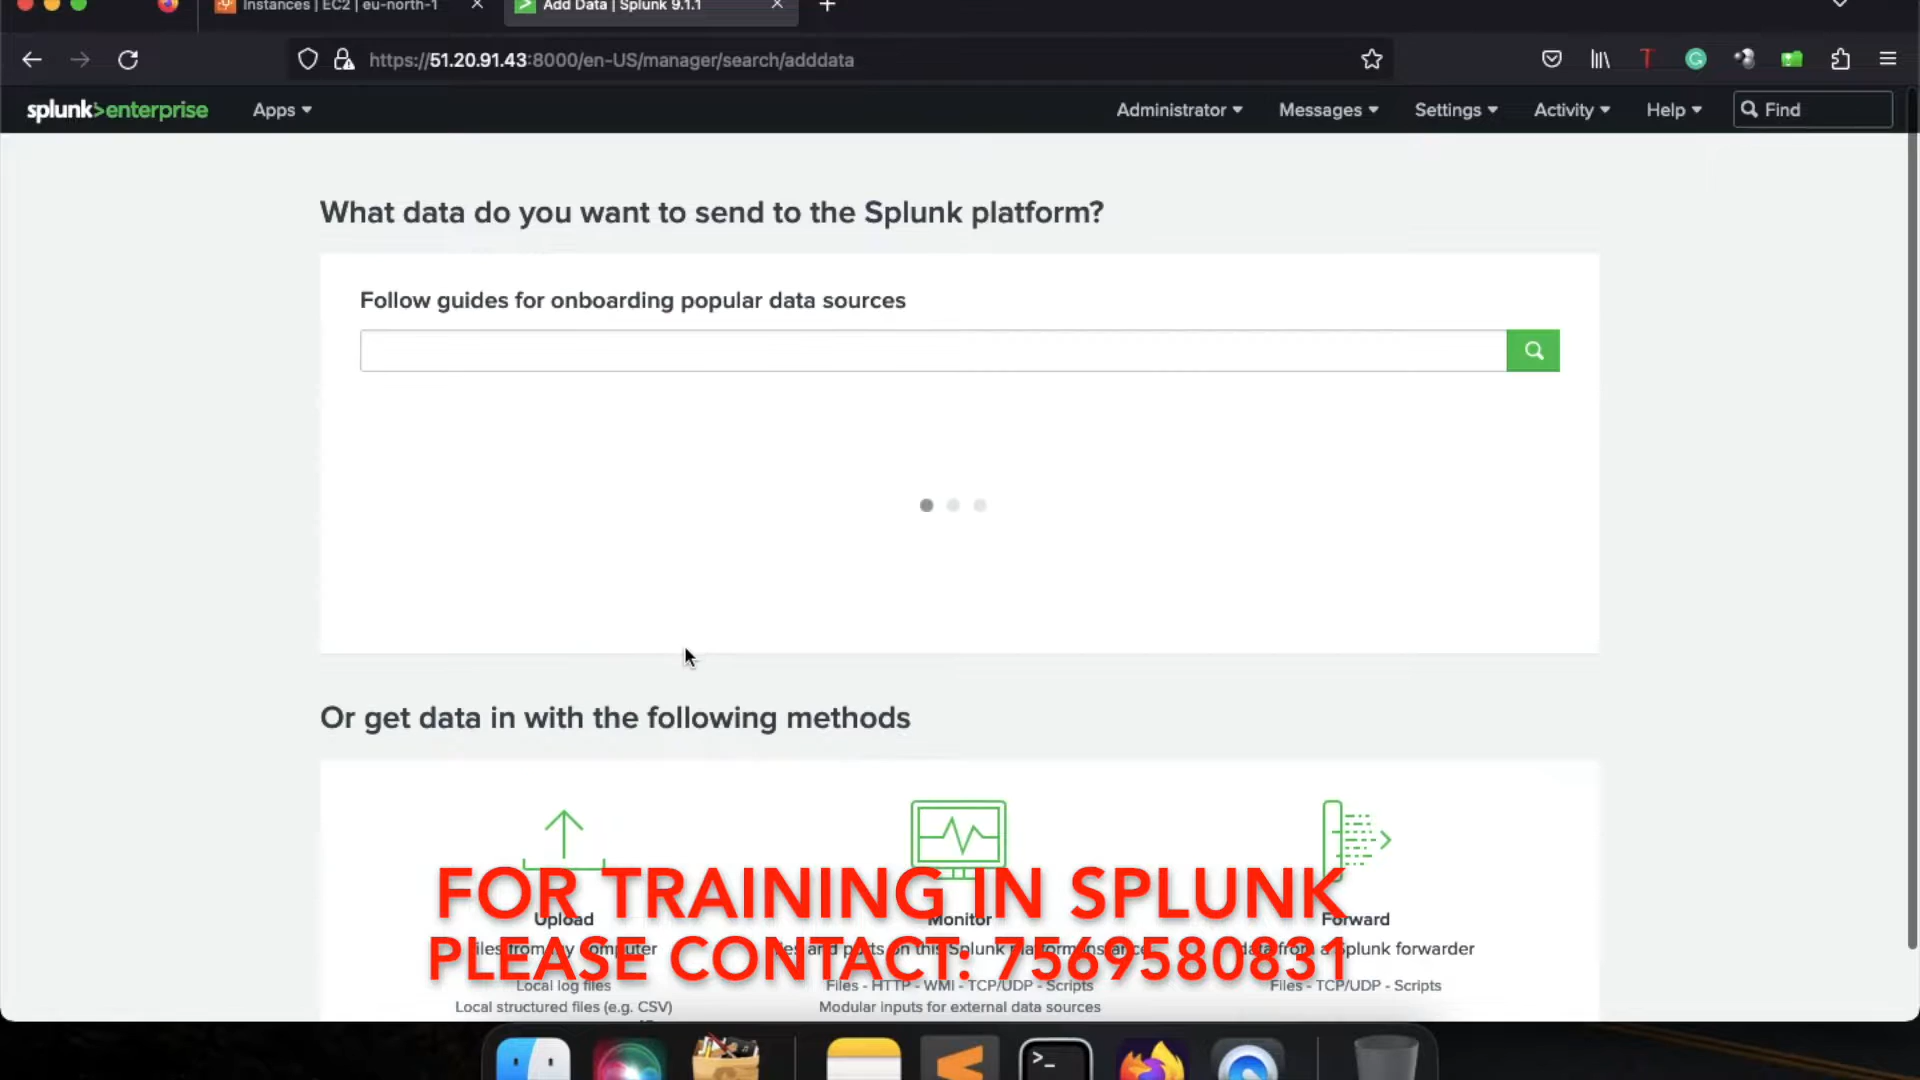 Instances | EC2 | eu-north-1
Add Data | Splunk 9.1.1
https://51.20.91.43:8000/en-US/manager/search/adddata
splunk>enterprise
Apps
Administrator
Messages
Settings
Activity
Help
Find
What data do you want to send to the Splunk platform?
Follow guides for onboarding popular data sources
Or get data in with the following methods
FOR TRAINING IN SPLUNK
Upload
Monitor
Forward
PLEASE CONTACT: 7569580831
Splunk forwarder
Local log files
Files - HTTP - WMI - TCP/UDP - Scripts
Files - TCP/UDP - Scripts
Local structured files (e.g. CSV)
Modular inputs for external data sources